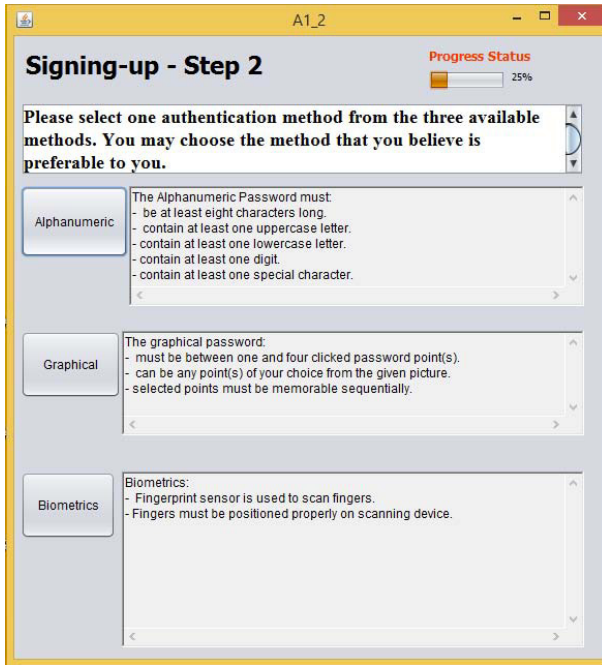 A1_2
Signing-up - Step 2
Progress Status
25%
Please select one authentication method from the three available
methods. You may choose the method that you believe is
preferable to you.
Alphanumeric
The Alphanumeric Password must:
- be at least eight characters long.
- contain at least one uppercase letter.
- contain at least one lowercase letter.
- contain at least one digit.
- contain at least one special character.
Graphical
The graphical password:
- must be between one and four clicked password point(s).
- can be any point(s) of your choice from the given picture.
- selected points must be memorable sequentially.
Biometrics
Biometrics:
- Fingerprint sensor is used to scan fingers.
- Fingers must be positioned properly on scanning device.